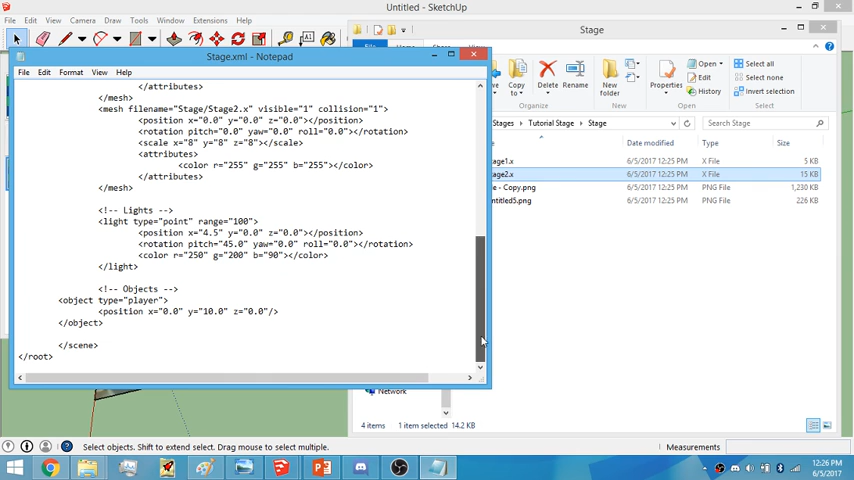 Untitled - SketchUp
File Edit View Camera Draw Tools Window Extensions Help
Stage
File
Stage.xml - Notepad
File Edit Format View Help
</attributes>
</mesh>
<mesh filename="Stage/Stage2.x" visible="1" collision="1">
<position x="0.0" y="0.0" z="0.0"></position>
<rotation pitch="0.0" yaw="0.0" roll="0.0"></rotation>
<scale x="8" y="8" z="8"></scale>
<attributes>
<color r="255" g="255" b="255"></color>
</attributes>
</mesh>
<!-- Lights -->
<light type="point" range="100">
<position x="4.5" y="0.0" z="0.0"></position>
<rotation pitch="45.0" yaw="0.0" roll="0.0"></rotation>
<color r="250" g="200" b="90"></color>
</light>
<!-- Objects -->
<object type="player">
<position x="0.0" y="10.0" z="0.0"/>
</object>
</scene>
</root>
Copy to
Delete
Rename
New folder
Properties
Open
Edit
History
Select all
Select none
Invert selection
Organize
New
Open
Select
Stages
Tutorial Stage
Stage
Search Stage
Date modified Type Size
tage1.x 6/5/2017 12:25 PM X File 5 KB
tage2.x 6/5/2017 12:25 PM X File 15 KB
e - Copy.png 6/5/2017 12:25 PM PNG File 1,230 KB
ntitled5.png 6/5/2017 12:25 PM PNG File 226 KB
Network
4 items 1 item selected 14.2 KB
Select objects. Shift to extend select. Drag mouse to select multiple.
Measurements
12:26 PM
6/5/2017